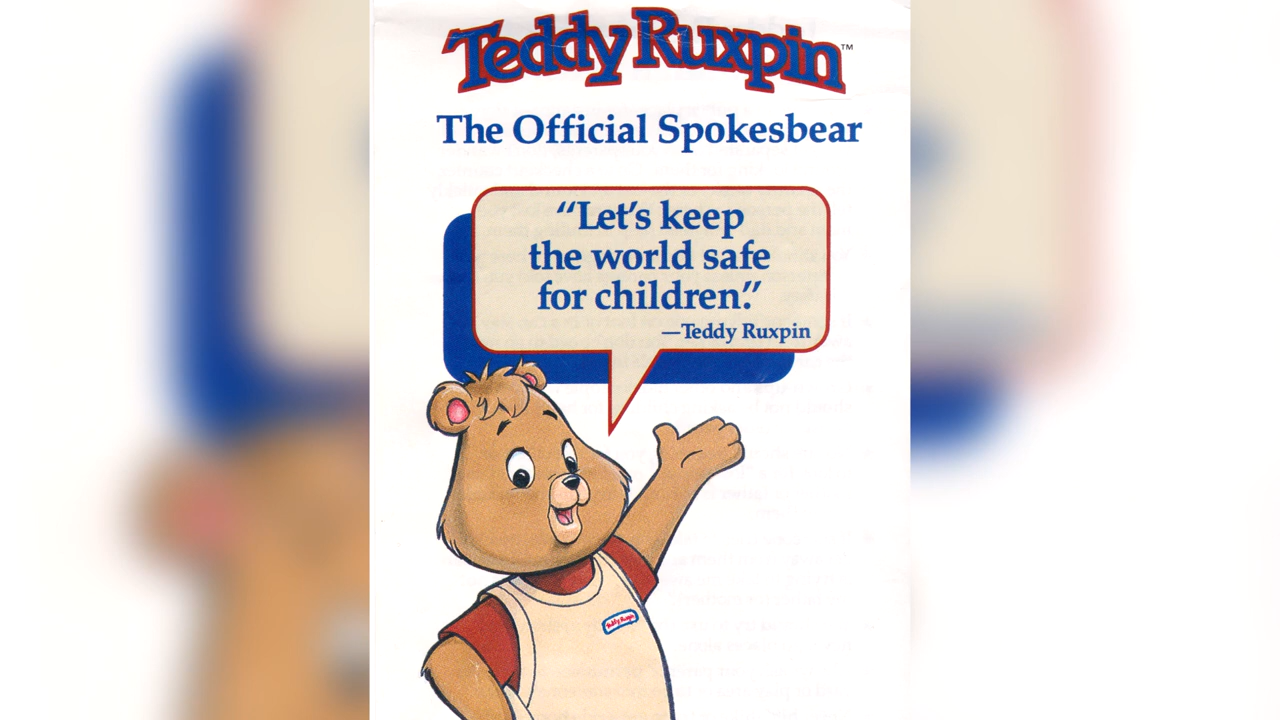 Teddy Ruxpin™
The Official Spokesbear
“Let’s keep
the world safe
for children.”
—Teddy Ruxpin
Teddy Ruxpin